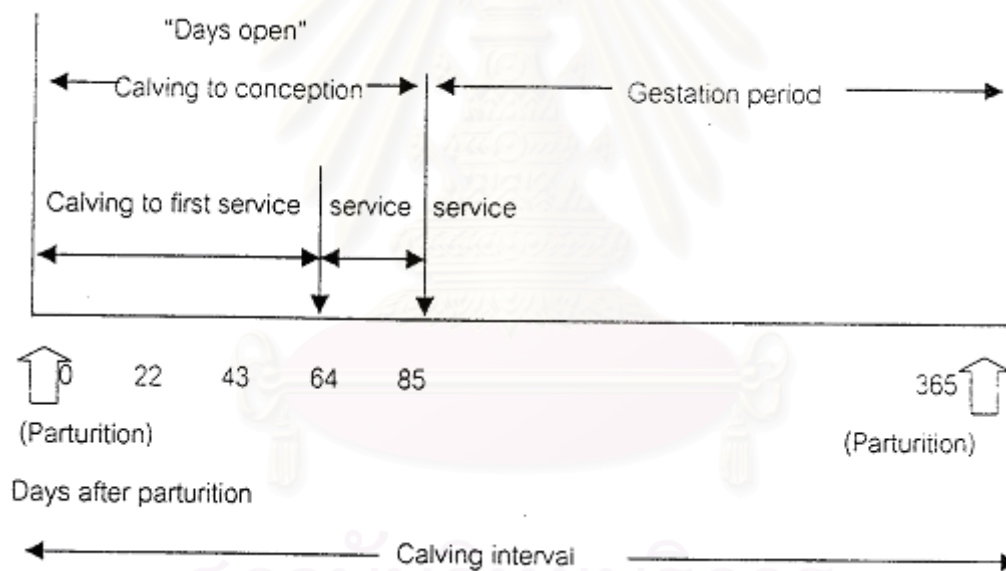 "Days open"
Calving to conception
Gestation period
Calving to first service
service
service
0 22 43 64 85 365
(Parturition)
(Parturition)
Days after parturition
Calving interval